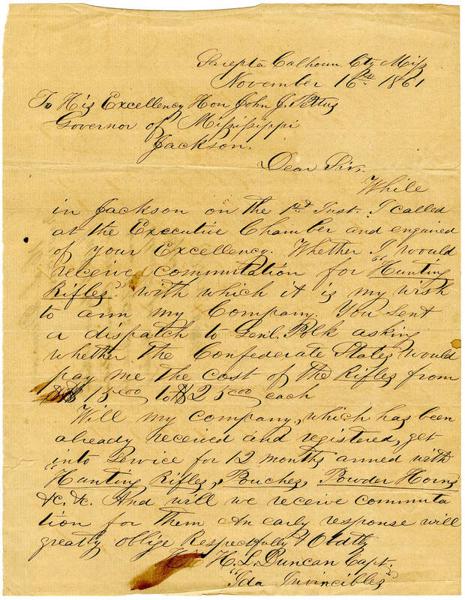 Sarepta Calhoun Cty Miss
November 16th 1861
To His Excellency Hon John J. Pettus
Governor of Mississippi
Jackson.
Dear Sir.
While
in Jackson on the 1st Inst. I called
at the Executive Chamber and enquired
of your Excellency. Whether I would
receive commutation for "Hunting
Rifles" with which it is my wish
to arm my Company. You sent
a dispatch to Genl. Polk asking
whether the Confederate States would
pay me the cost of the Rifles from
$15.00 to $25.00 each
Will my company, which has been
already received and registered, get
into service for 12 months armed with
"Hunting Rifles, Pouches, Powder Horns
&c. &. And will we receive commuta
tion for them An early response will
greatly oblige Respectfully
H. L. Duncan Capt.
"Ida Invincibles"